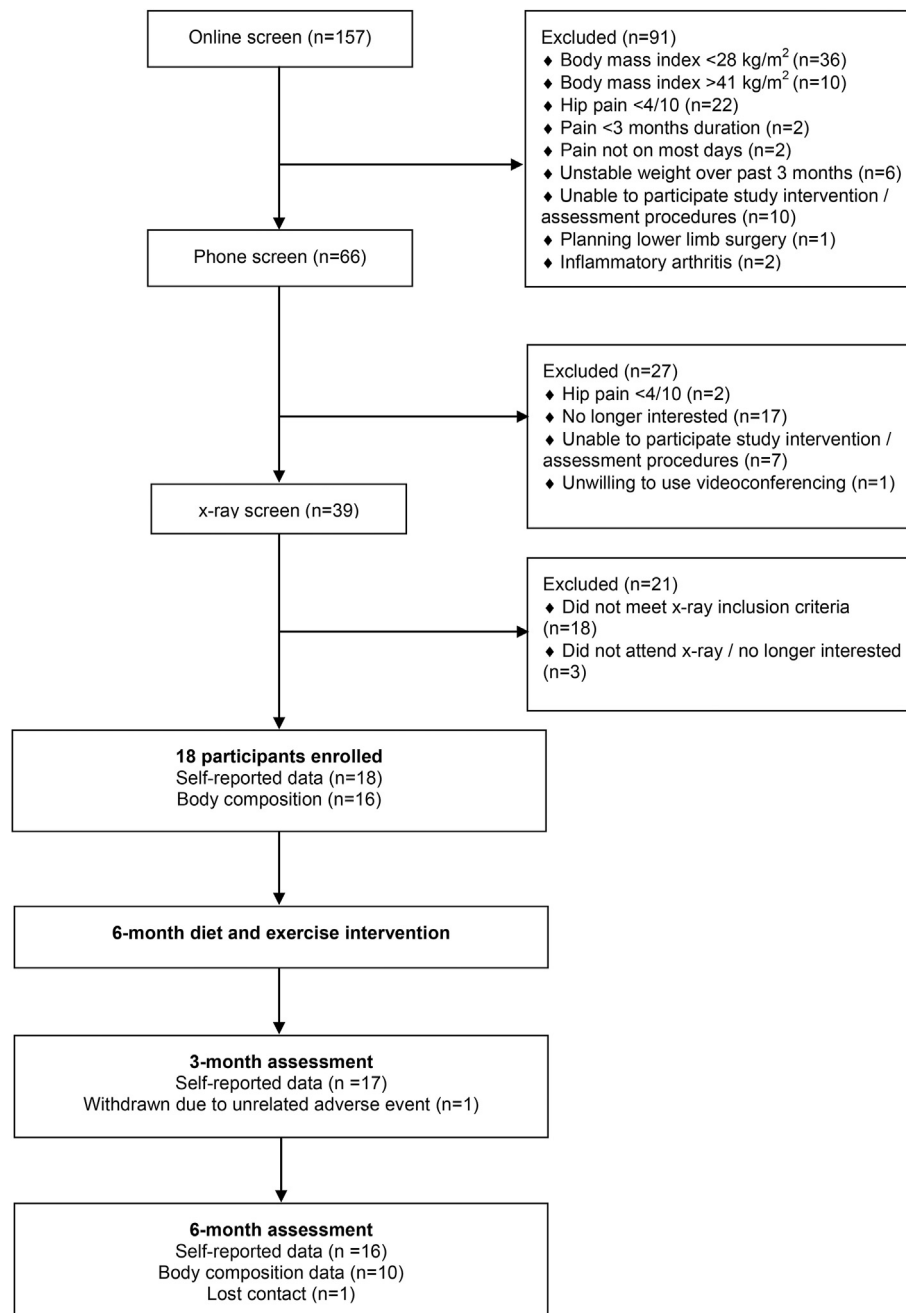 Online screen (n=157)
Excluded (n=91)
♦ Body mass index <28 kg/m² (n=36)
♦ Body mass index >41 kg/m² (n=10)
♦ Hip pain <4/10 (n=22)
♦ Pain <3 months duration (n=2)
♦ Pain not on most days (n=2)
♦ Unstable weight over past 3 months (n=6)
♦ Unable to participate study intervention /
assessment procedures (n=10)
♦ Planning lower limb surgery (n=1)
♦ Inflammatory arthritis (n=2)
Phone screen (n=66)
Excluded (n=27)
♦ Hip pain <4/10 (n=2)
♦ No longer interested (n=17)
♦ Unable to participate study intervention /
assessment procedures (n=7)
♦ Unwilling to use videoconferencing (n=1)
x-ray screen (n=39)
Excluded (n=21)
♦ Did not meet x-ray inclusion criteria
(n=18)
♦ Did not attend x-ray / no longer interested
(n=3)
18 participants enrolled
Self-reported data (n=18)
Body composition (n=16)
6-month diet and exercise intervention
3-month assessment
Self-reported data (n =17)
Withdrawn due to unrelated adverse event (n=1)
6-month assessment
Self-reported data (n =16)
Body composition data (n=10)
Lost contact (n=1)